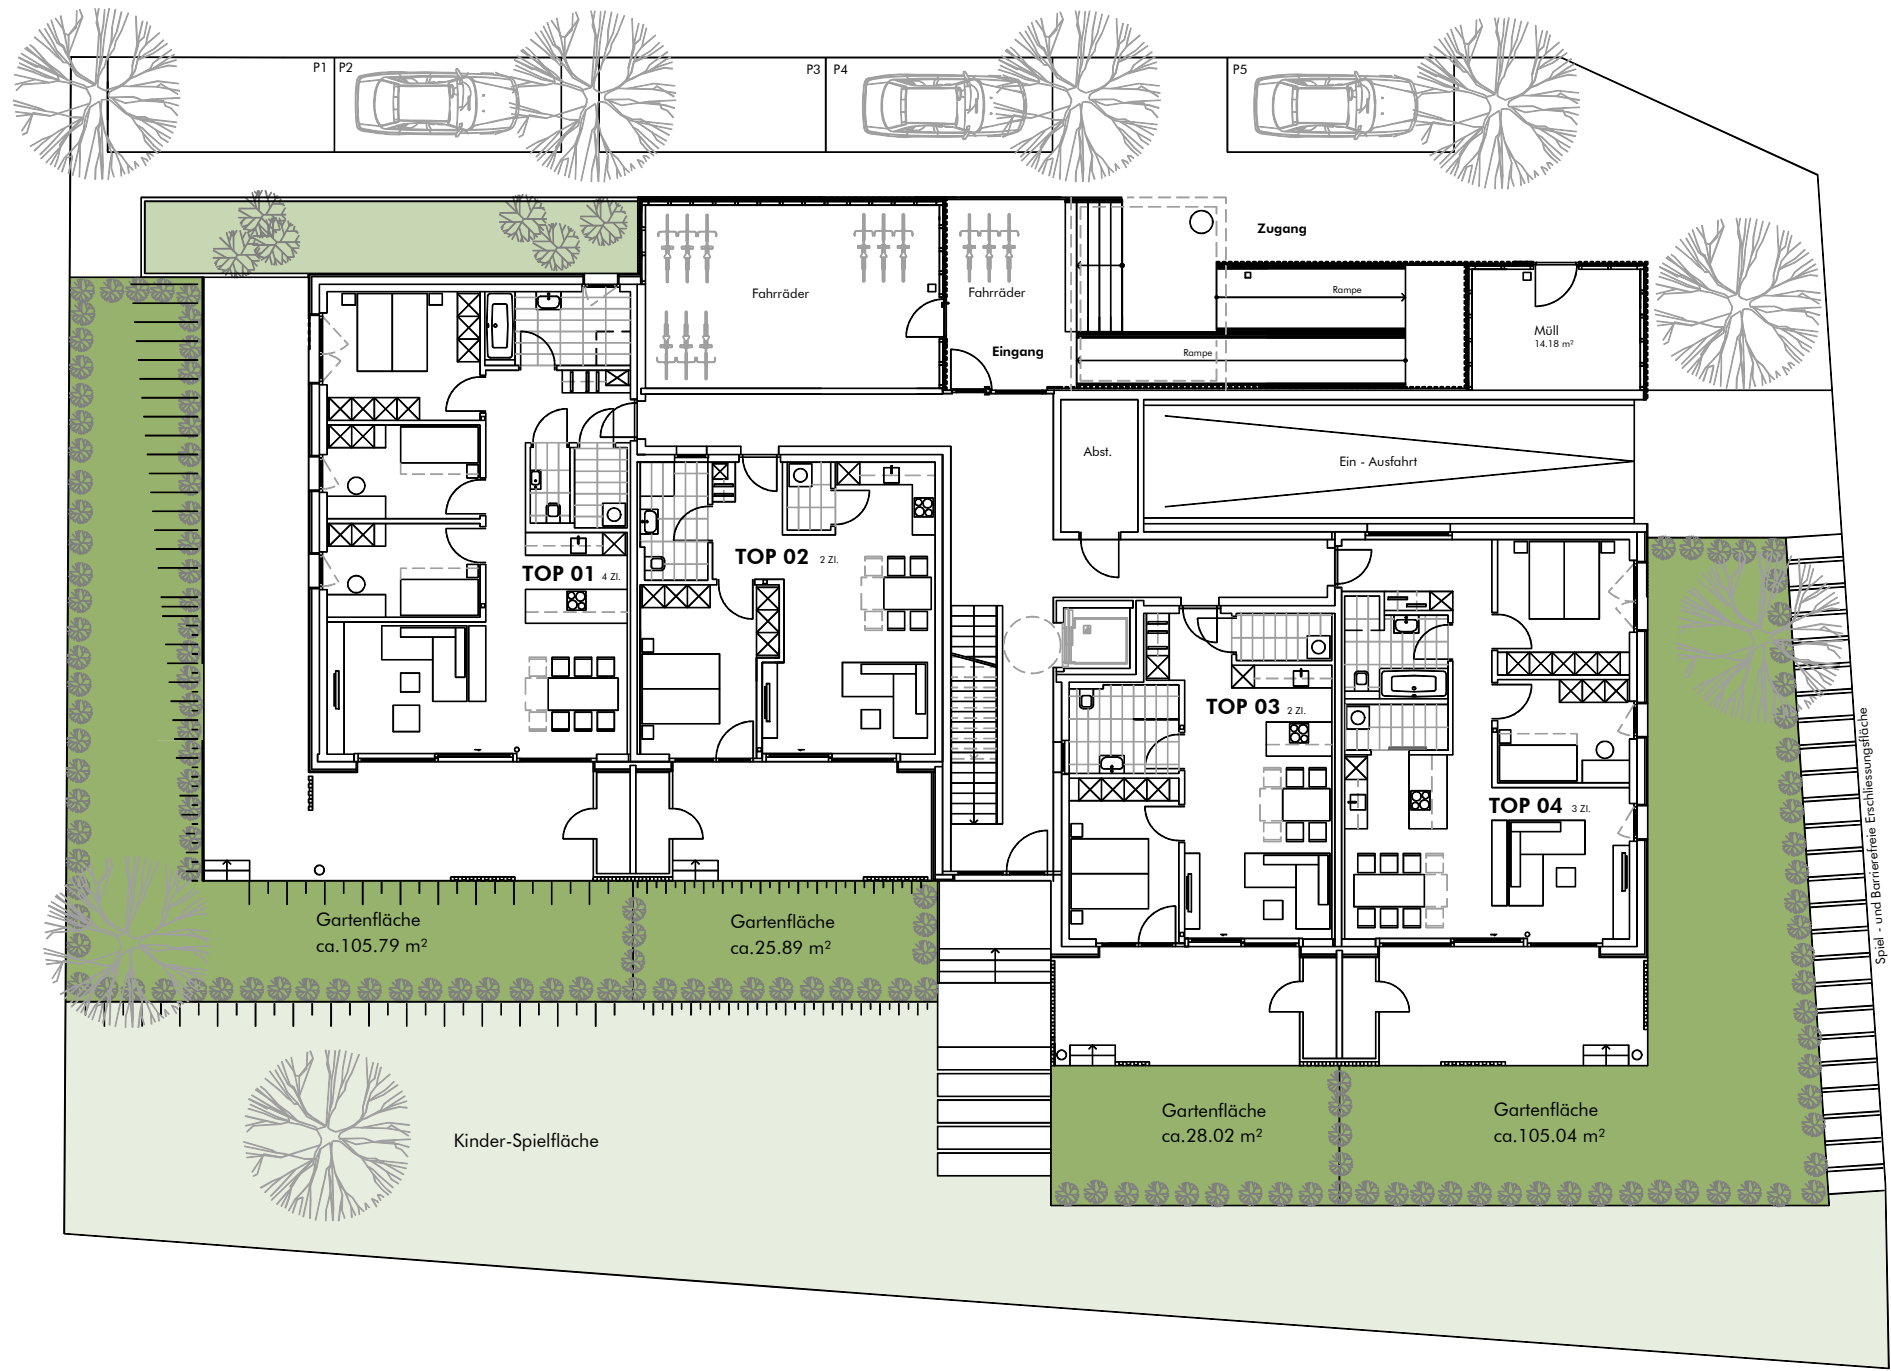 P1
P2
P3
P4
P5
Zugang
Fahrräder
Fahrräder
Rampe
Eingang
Rampe
Müll
14.18 m²
Abst.
Ein - Ausfahrt
TOP 01 4 ZI.
TOP 02 2 ZI.
TOP 03 2 ZI.
TOP 04 3 ZI.
Spiel - und Barrierefreie Erschliessungsfläche
Gartenfläche
ca.105.79 m²
Gartenfläche
ca.25.89 m²
Gartenfläche
ca.28.02 m²
Gartenfläche
ca.105.04 m²
Kinder-Spielfläche